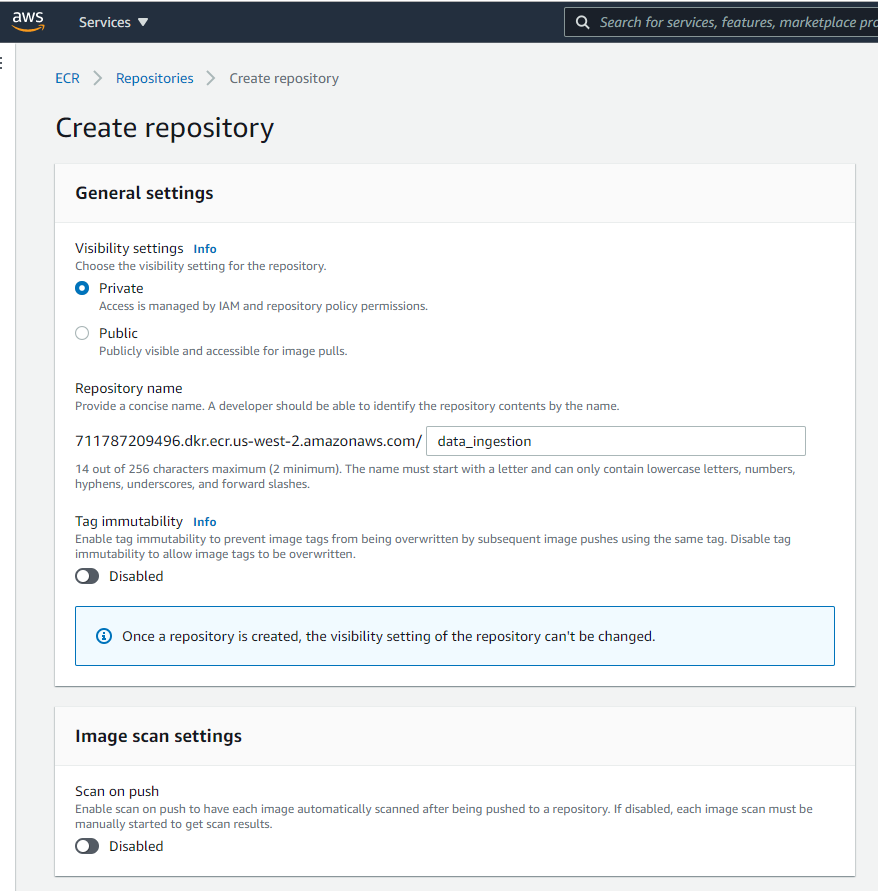 aws
Services
Search for services, features, marketplace
ECR
Repositories
Create repository
Create repository
General settings
Visibility settings Info
Choose the visibility setting for the repository.
Private
Access is managed by IAM and repository policy permissions.
Public
Publicly visible and accessible for image pulls.
Repository name
Provide a concise name. A developer should be able to identify the repository contents by the name.
711787209496.dkr.ecr.us-west-2.amazonaws.com/ data_ingestion
14 out of 256 characters maximum (2 minimum). The name must start with a letter and can only contain lowercase letters, numbers,
hyphens, underscores, and forward slashes.
Tag immutability Info
Enable tag immutability to prevent image tags from being overwritten by subsequent image pushes using the same tag. Disable tag
immutability to allow image tags to be overwritten.
Disabled
Once a repository is created, the visibility setting of the repository can't be changed.
Image scan settings
Scan on push
Enable scan on push to have each image automatically scanned after being pushed to a repository. If disabled, each image scan must be
manually started to get scan results.
Disabled